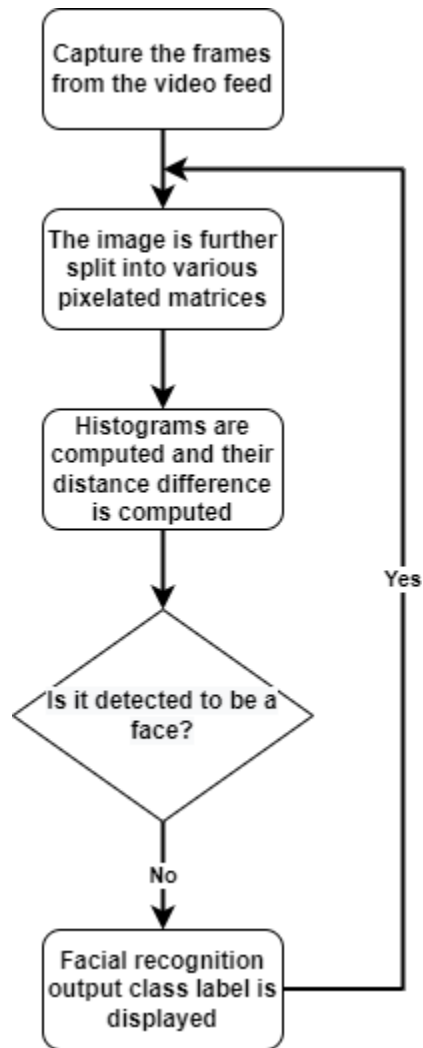 Capture the frames
from the video feed
The image is further
split into various
pixelated matrices
Histograms are
computed and their
distance difference
is computed
Yes
Is it detected to be a
face?
No
Facial recognition
output class label is
displayed